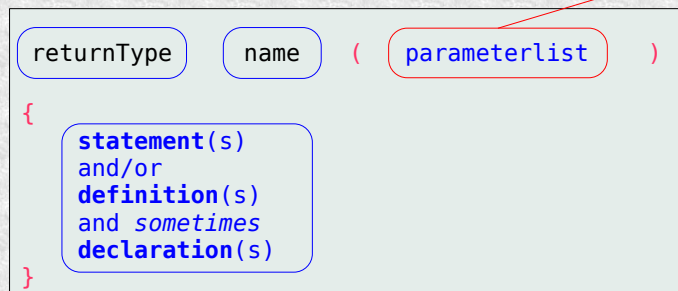 returnType name ( parameterlist )
{
statement(s)
and/or
definition(s)
and sometimes
declaration(s)
}